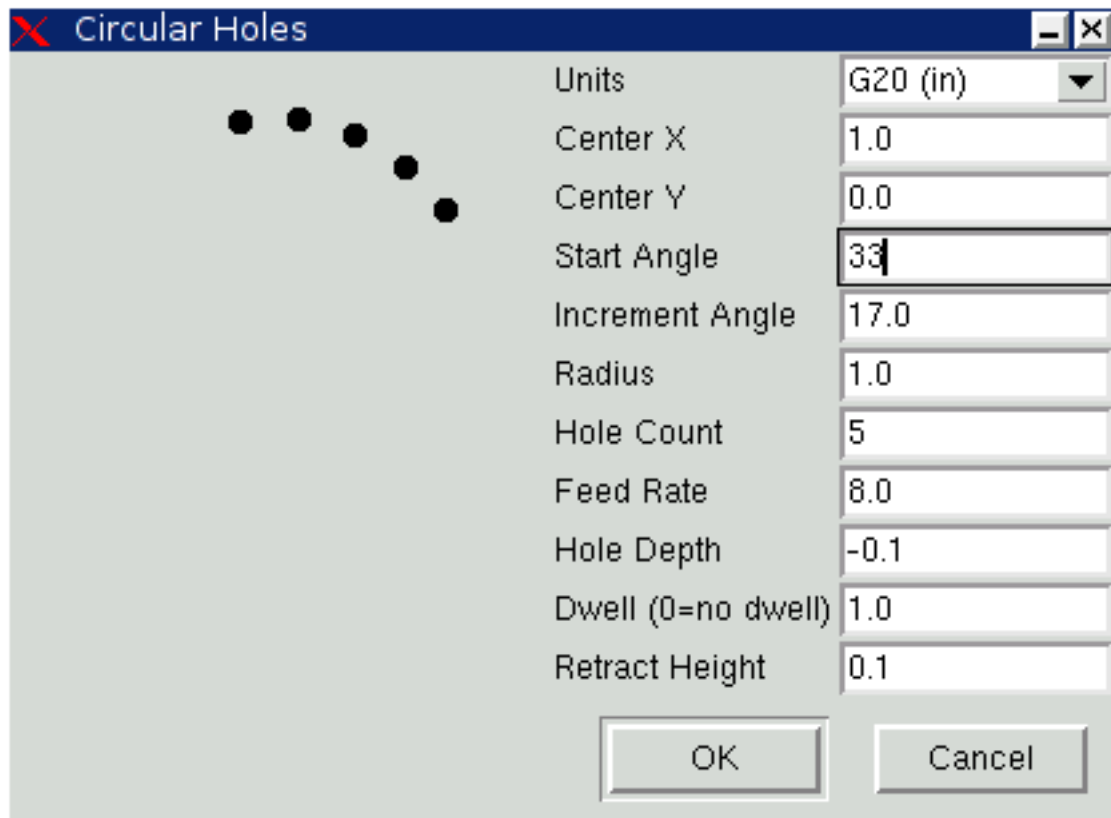 Circular Holes
Units G20 (in)
Center X 1.0
Center Y 0.0
Start Angle 33
Increment Angle 17.0
Radius 1.0
Hole Count 5
Feed Rate 8.0
Hole Depth -0.1
Dwell (0=no dwell) 1.0
Retract Height 0.1
OK Cancel